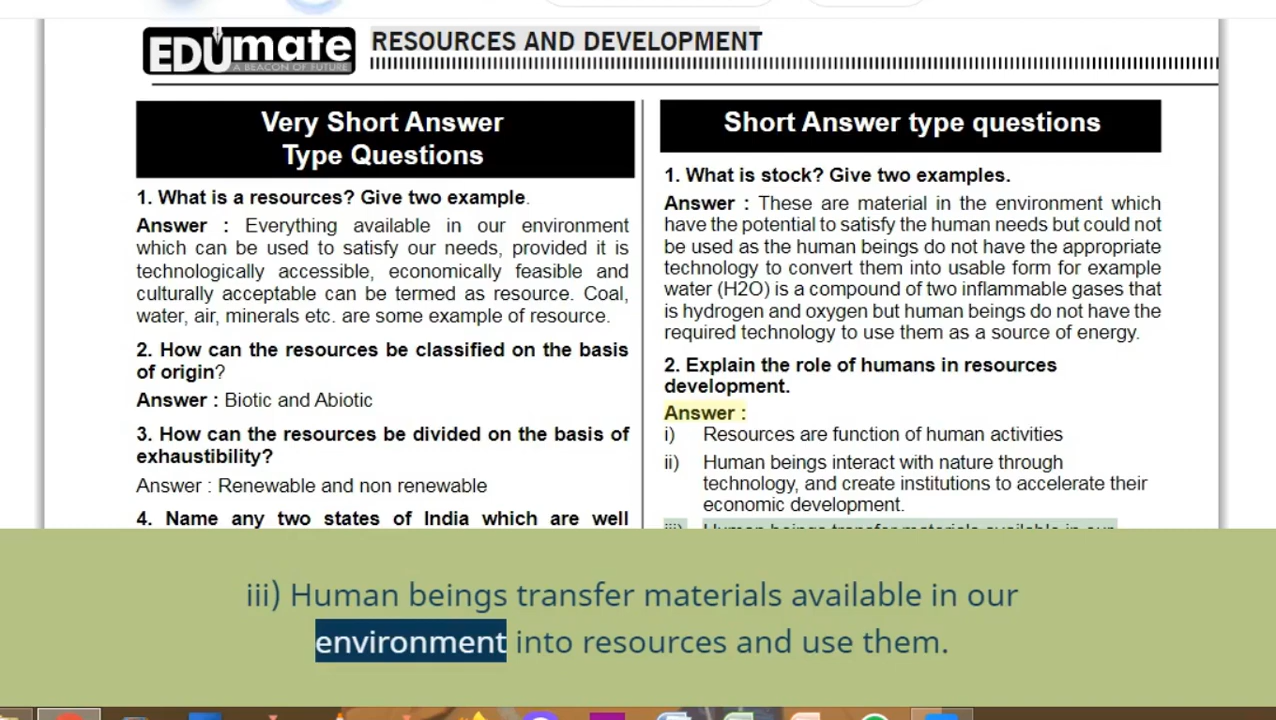 EDUmate
A BEACON OF FUTURE
RESOURCES AND DEVELOPMENT
Very Short Answer
Type Questions
1. What is a resources? Give two example.
Answer : Everything available in our environment
which can be used to satisfy our needs, provided it is
technologically accessible, economically feasible and
culturally acceptable can be termed as resource. Coal,
water, air, minerals etc. are some example of resource.
2. How can the resources be classified on the basis
of origin?
Answer : Biotic and Abiotic
3. How can the resources be divided on the basis of
exhaustibility?
Answer : Renewable and non renewable
4. Name any two states of India which are well
Short Answer type questions
1. What is stock? Give two examples.
Answer : These are material in the environment which
have the potential to satisfy the human needs but could not
be used as the human beings do not have the appropriate
technology to convert them into usable form for example
water (H2O) is a compound of two inflammable gases that
is hydrogen and oxygen but human beings do not have the
required technology to use them as a source of energy.
2. Explain the role of humans in resources
development.
Answer :
i) Resources are function of human activities
ii) Human beings interact with nature through
technology, and create institutions to accelerate their
economic development.
iii) Human beings transfer materials available in our
iii) Human beings transfer materials available in our
environment into resources and use them.